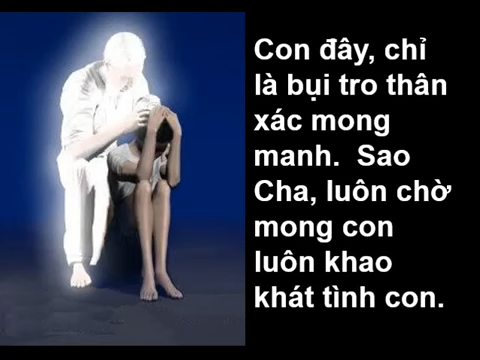 Con đây, chỉ
là bụi tro thân
xác mong
manh.  Sao
Cha, luôn chờ
mong con
luôn khao
khát tình con.